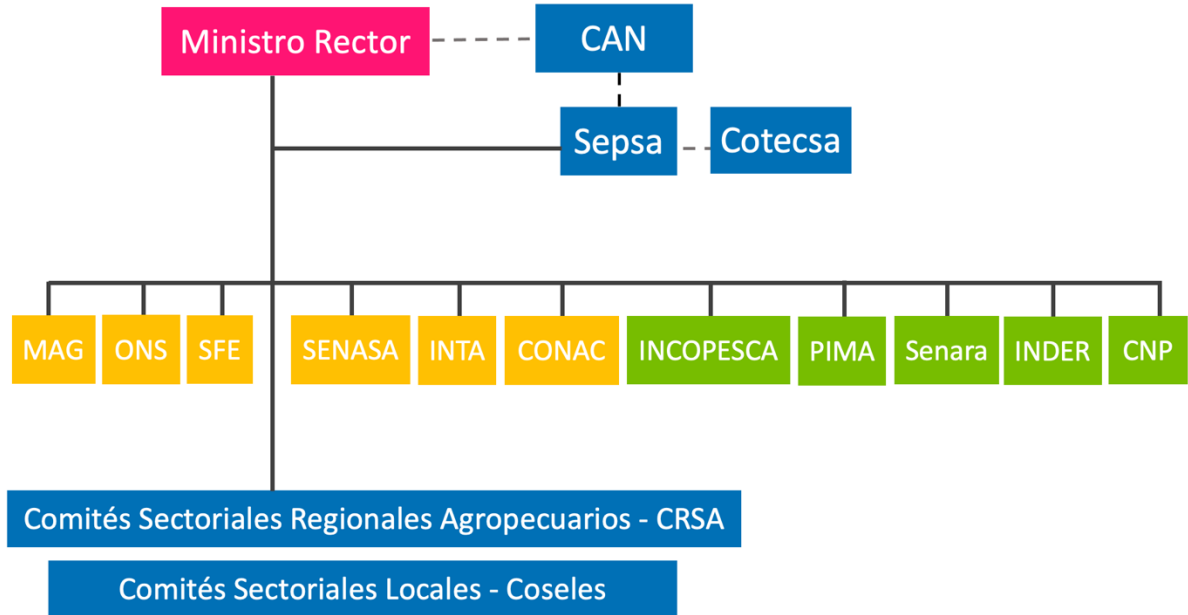 Ministro Rector
CAN
Sepsa
Cotecsa
MAG
ONS
SFE
SENASA
INTA
CONAC
INCOPESCA
PIMA
Senara
INDER
CNP
Comités Sectoriales Regionales Agropecuarios - CRSA
Comités Sectoriales Locales - Coseles